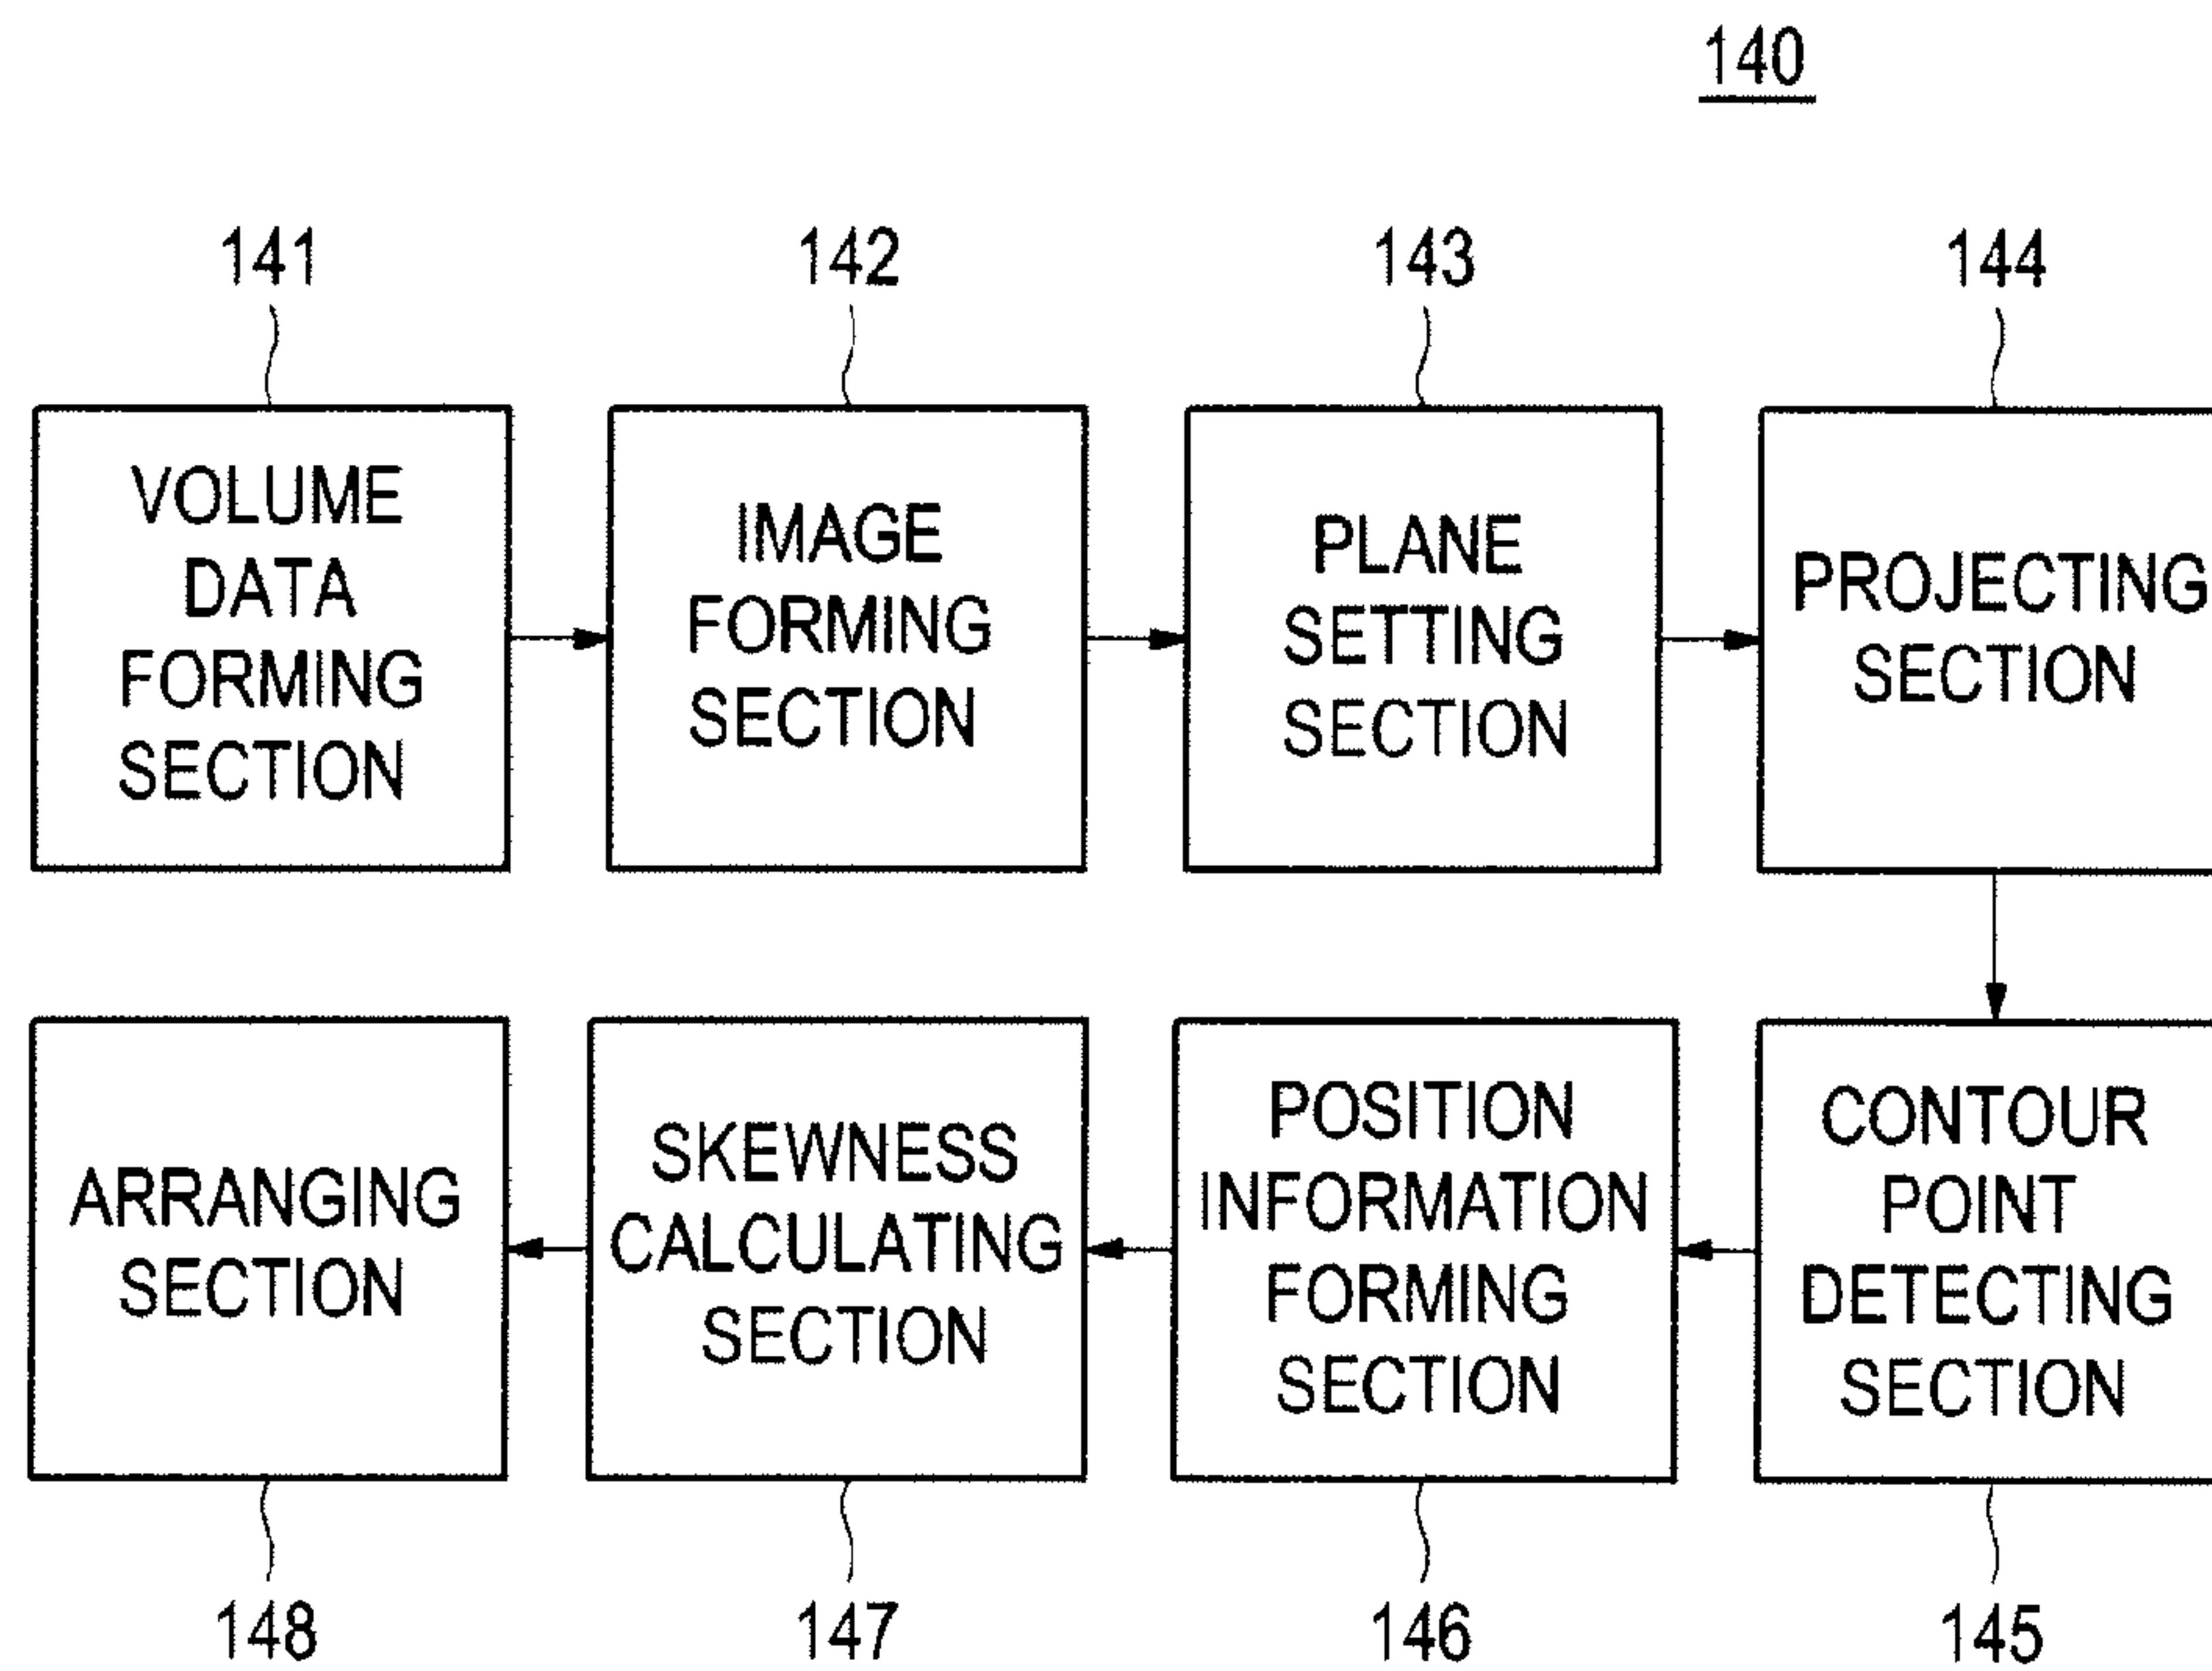 140
141
142
143
144
VOLUME
DATA
FORMING
SECTION
IMAGE
FORMING
SECTION
PLANE
SETTING
SECTION
PROJECTING
SECTION
ARRANGING
SECTION
SKEWNESS
CALCULATING
SECTION
POSITION
INFORMATION
FORMING
SECTION
CONTOUR
POINT
DETECTING
SECTION
148
147
146
145